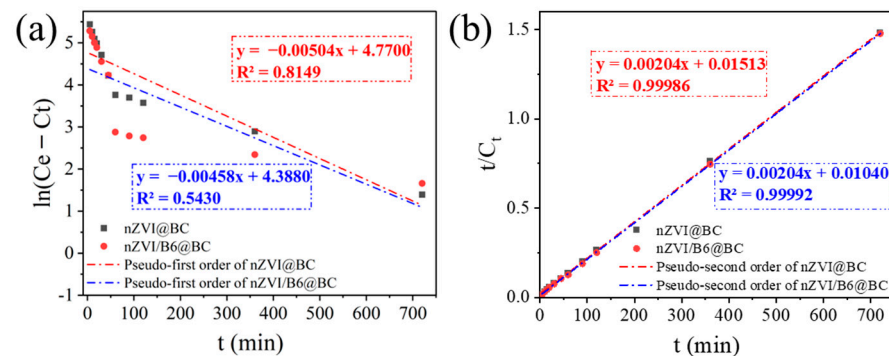 (a)
y = −0.00504x + 4.7700
R² = 0.8149
y = −0.00458x + 4.3880
R² = 0.5430
nZVI@BC
nZVI/B6@BC
Pseudo-first order of nZVI@BC
Pseudo-first order of nZVI/B6@BC
ln(Ce − Ct)
5
4
3
2
1
0
-1
0 100 200 300 400 500 600 700
t (min)
(b)
y = 0.00204x + 0.01513
R² = 0.99986
y = 0.00204x + 0.01040
R² = 0.99992
nZVI@BC
nZVI/B6@BC
Pseudo-second order of nZVI@BC
Pseudo-second order of nZVI/B6@BC
t/Ct
1.5
1.0
0.5
0.0
0 100 200 300 400 500 600 700
t (min)